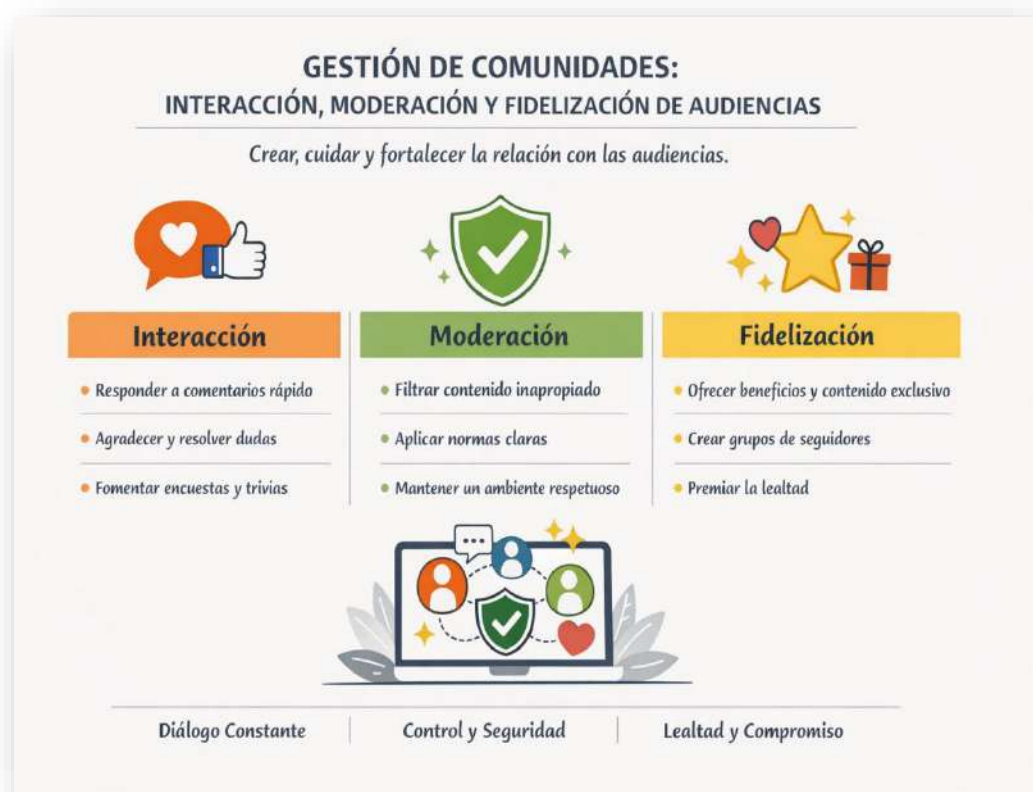 GESTIÓN DE COMUNIDADES:
INTERACCIÓN, MODERACIÓN Y FIDELIZACIÓN DE AUDIENCIAS
Crear, cuidar y fortalecer la relación con las audiencias.
Interacción
• Responder a comentarios rápido
• Agradecer y resolver dudas
• Fomentar encuestas y trivias
Moderación
• Filtrar contenido inapropiado
• Aplicar normas claras
• Mantener un ambiente respetuoso
Fidelización
• Ofrecer beneficios y contenido exclusivo
• Crear grupos de seguidores
• Premiar la lealtad
Diálogo Constante
Control y Seguridad
Lealtad y Compromiso